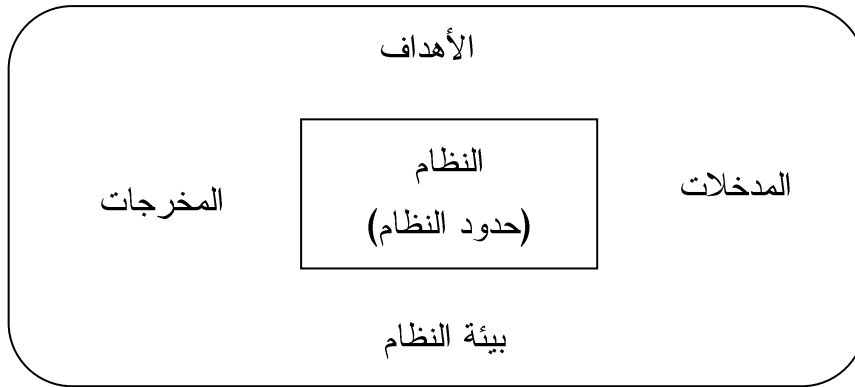 الأهداف
المدخلات
النظام
(حدود النظام)
المخرجات
بيئة النظام